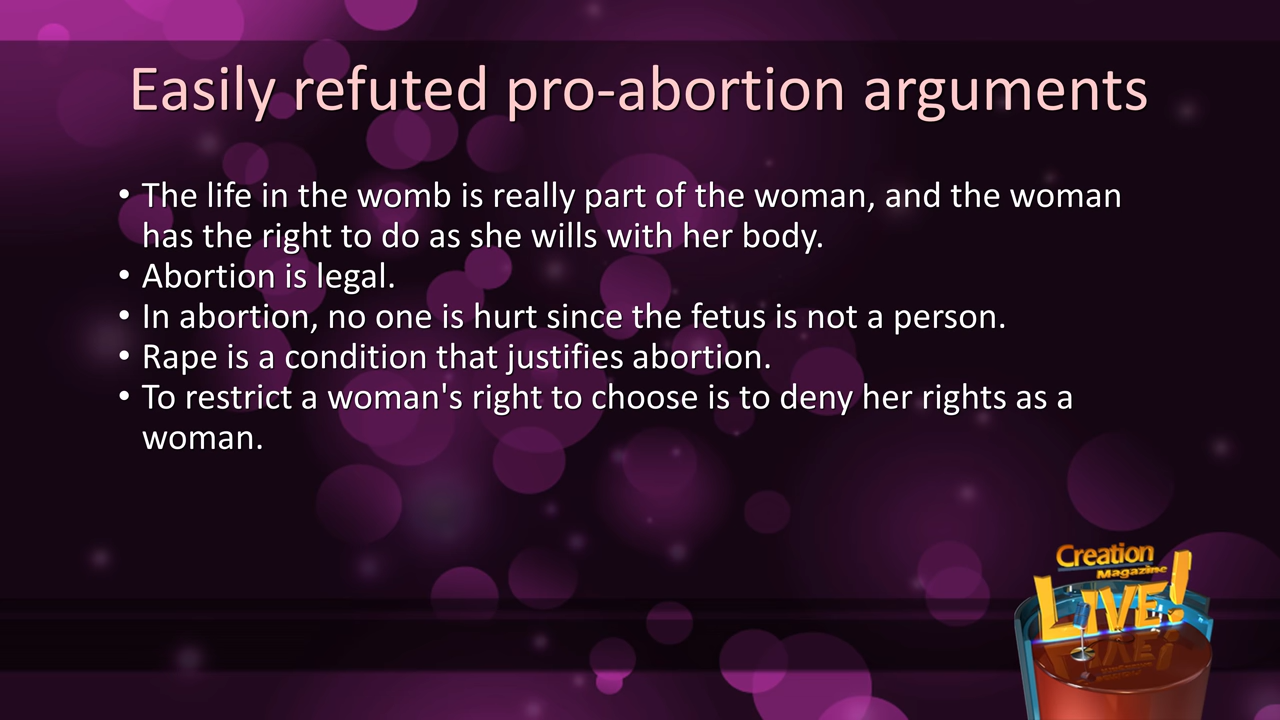 Easily refuted pro-abortion arguments
• The life in the womb is really part of the woman, and the woman
has the right to do as she wills with her body.
• Abortion is legal.
• In abortion, no one is hurt since the fetus is not a person.
• Rape is a condition that justifies abortion.
• To restrict a woman's right to choose is to deny her rights as a
woman.
Creation
Magazine
LIVE!